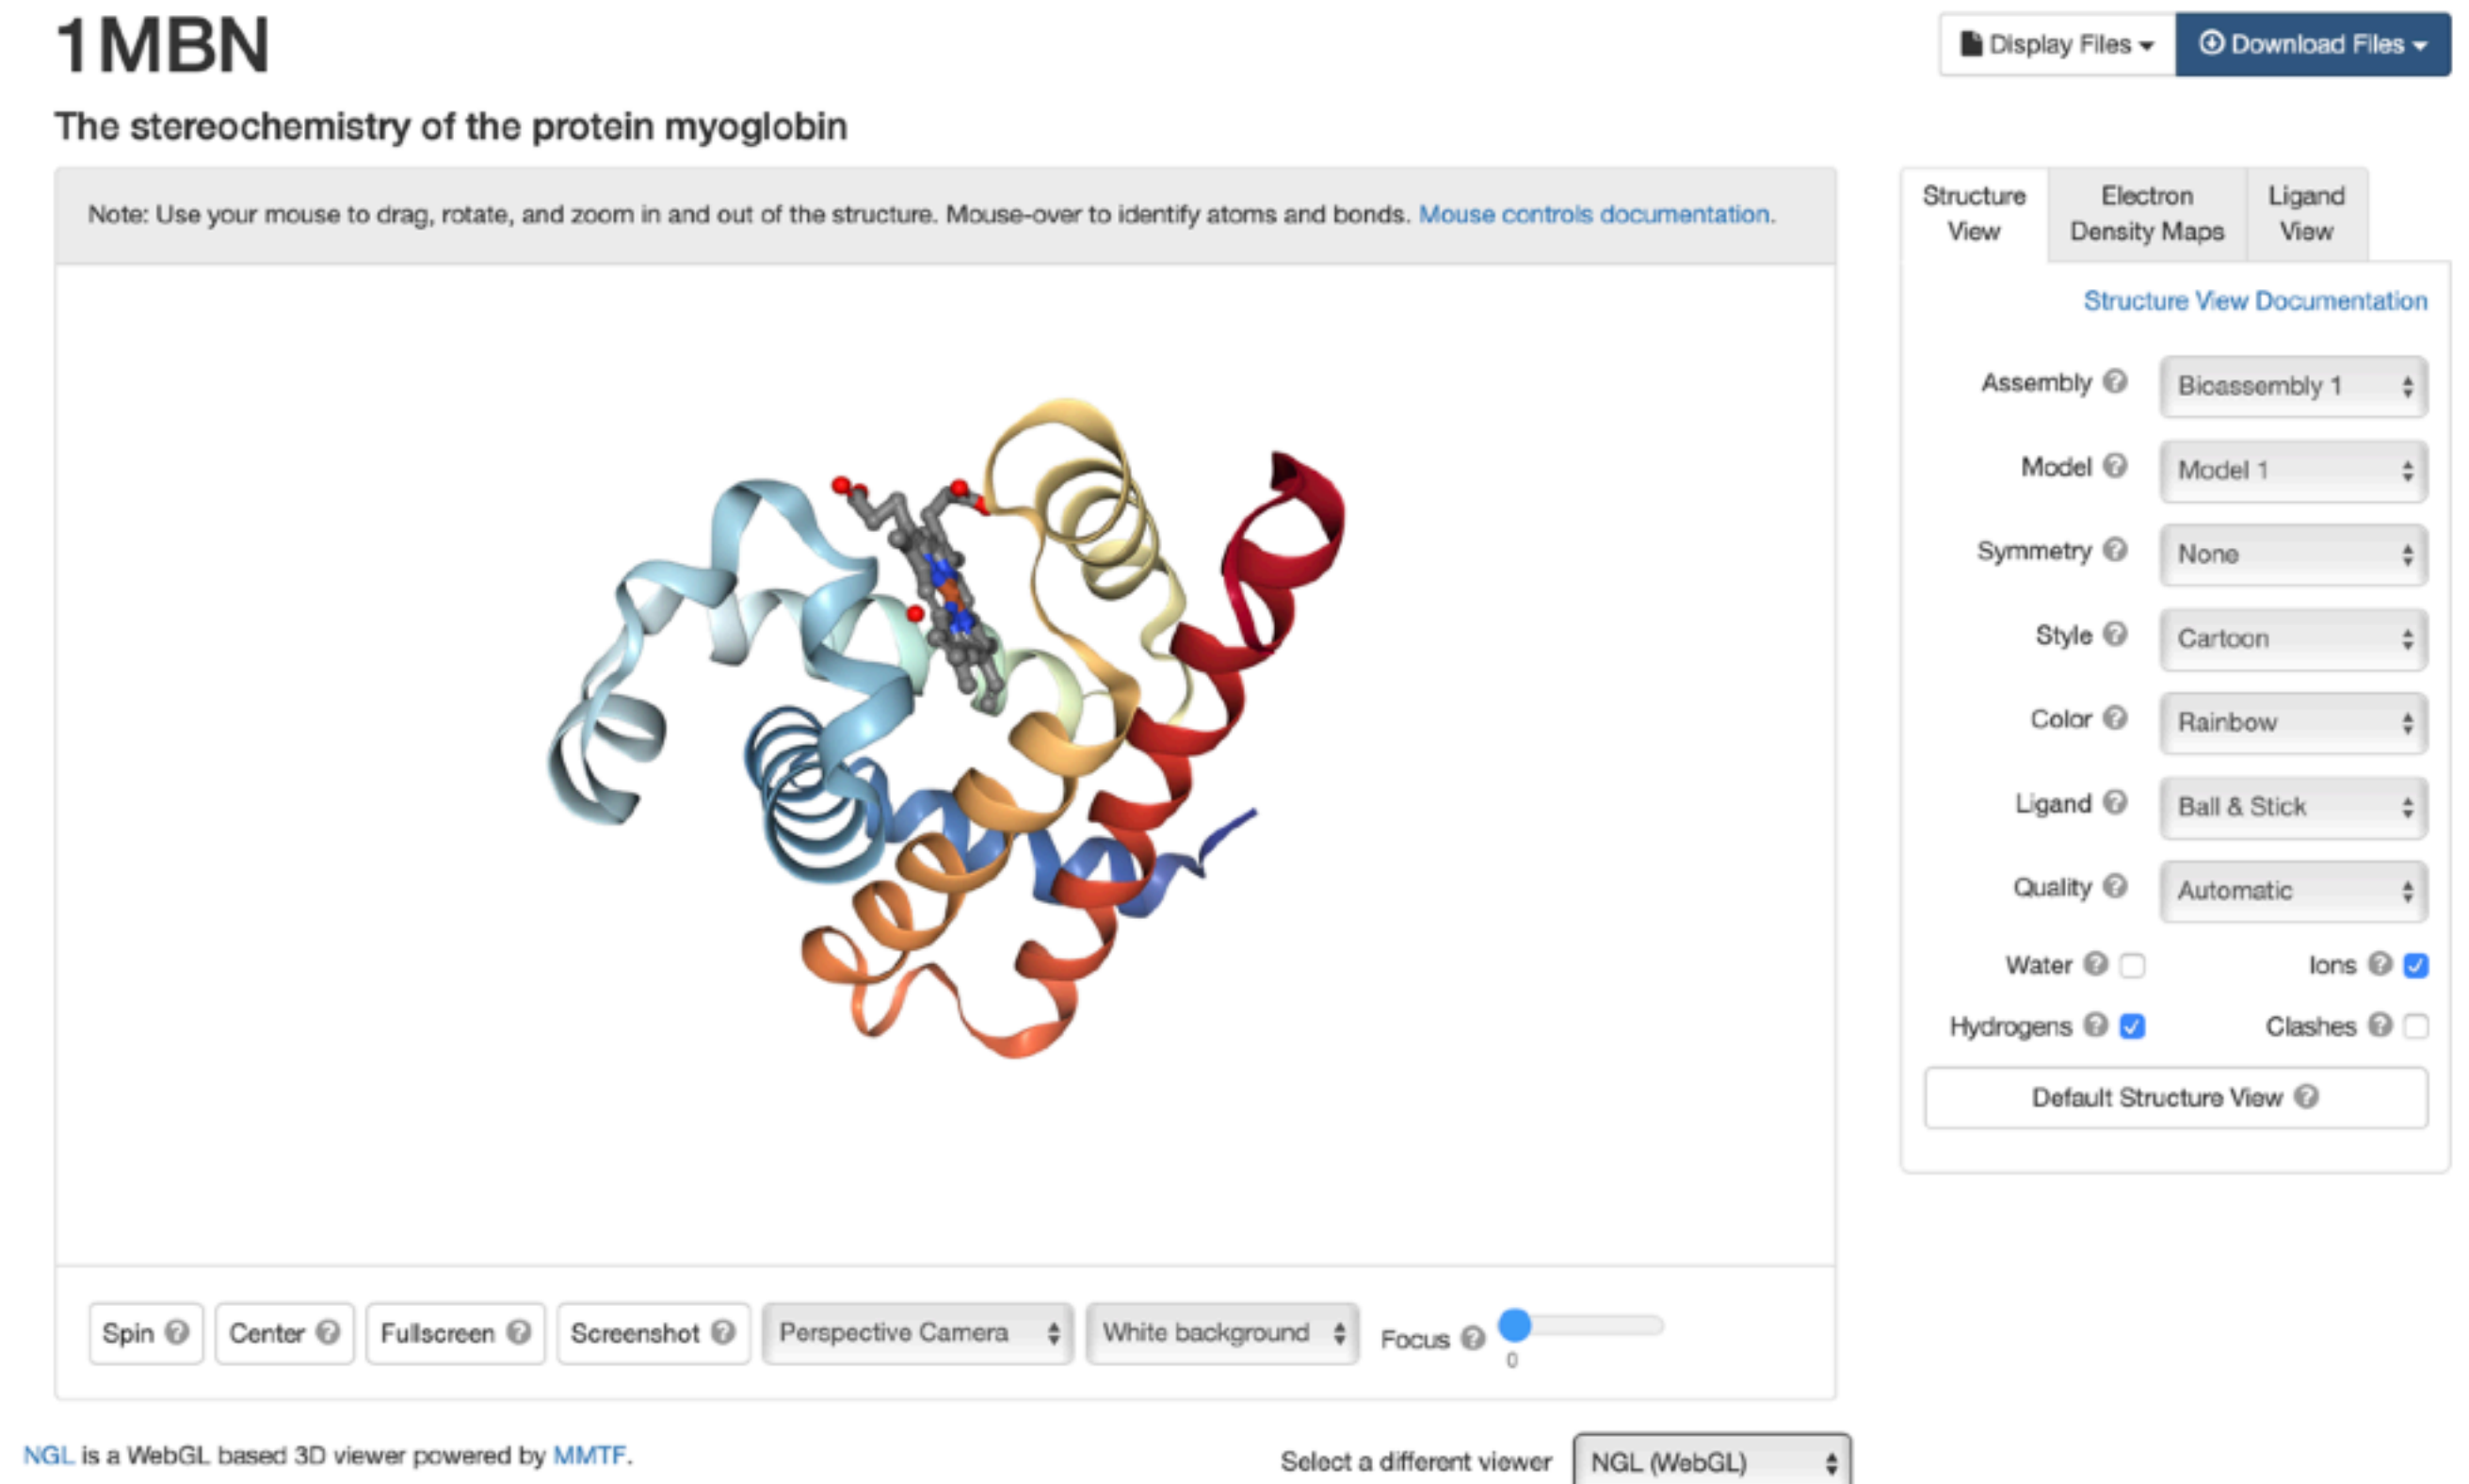 1MBN
Display Files
Download Files
The stereochemistry of the protein myoglobin
Note: Use your mouse to drag, rotate, and zoom in and out of the structure. Mouse-over to identify atoms and bonds. Mouse controls documentation.
Structure View
Electron Density Maps
Ligand View
Structure View Documentation
Assembly ? Bioassembly 1
Model ? Model 1
Symmetry ? None
Style ? Cartoon
Color ? Rainbow
Ligand ? Ball & Stick
Quality ? Automatic
Water ? Ions ?
Hydrogens ? Clashes ?
Default Structure View ?
Spin ? Center ? Fullscreen ? Screenshot ? Perspective Camera White background Focus ?
0
NGL is a WebGL based 3D viewer powered by MMTF.
Select a different viewer NGL (WebGL)